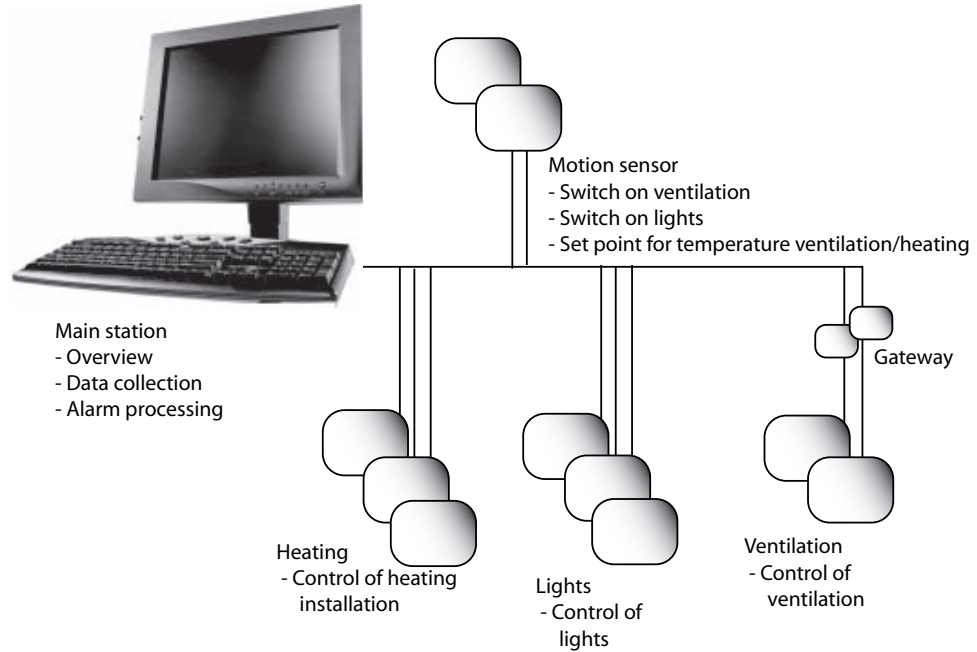 Motion sensor
- Switch on ventilation
- Switch on lights
- Set point for temperature ventilation/heating
Main station
- Overview
- Data collection
- Alarm processing
Gateway
Heating
- Control of heating
installation
Lights
- Control of
lights
Ventilation
- Control of
ventilation